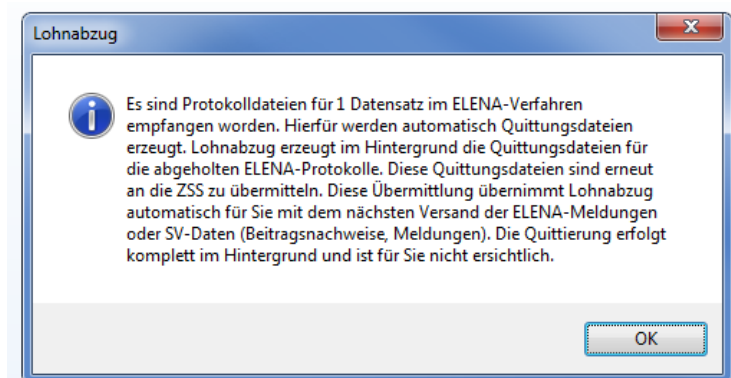 Lohnabzug
Es sind Protokolldateien für 1 Datensatz im ELENA-Verfahren
empfangen worden. Hierfür werden automatisch Quittungsdateien
erzeugt. Lohnabzug erzeugt im Hintergrund die Quittungsdateien für
die abgeholten ELENA-Protokolle. Diese Quittungsdateien sind erneut
an die ZSS zu übermitteln. Diese Übermittlung übernimmt Lohnabzug
automatisch für Sie mit dem nächsten Versand der ELENA-Meldungen
oder SV-Daten (Beitragsnachweise, Meldungen). Die Quittierung erfolgt
komplett im Hintergrund und ist für Sie nicht ersichtlich.
OK